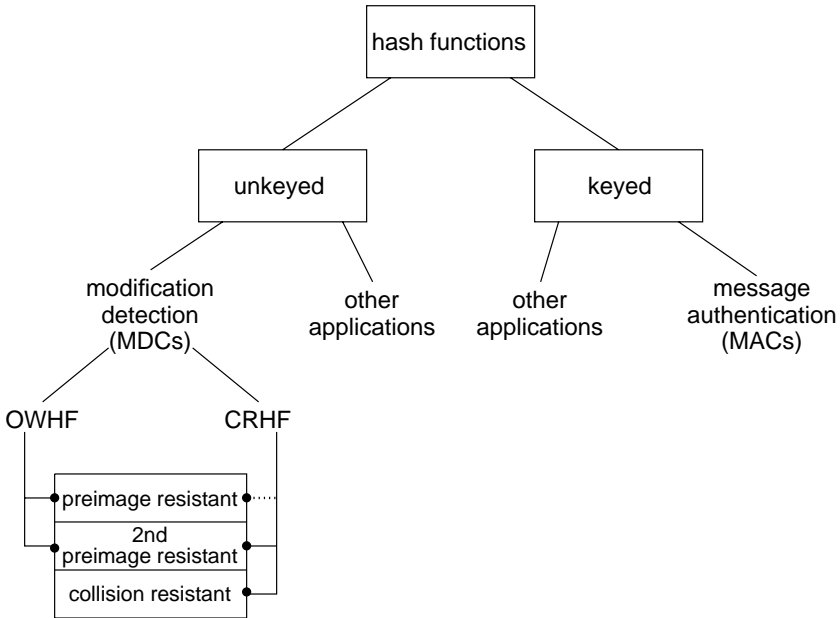 hash functions
unkeyed
keyed
modification
detection
(MDCs)
other
applications
other
applications
message
authentication
(MACs)
OWHF
CRHF
preimage resistant
2nd
preimage resistant
collision resistant